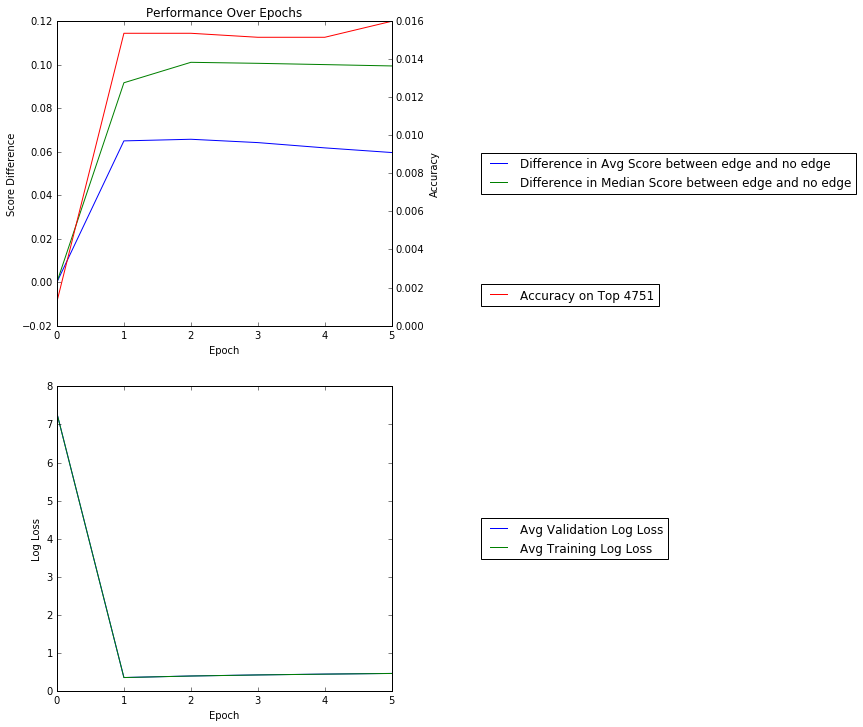 Performance Over Epochs
0.12
0.10
0.08
0.06
0.04
0.02
0.00
−0.02
Score Difference
0.016
0.014
0.012
0.010
0.008
0.006
0.004
0.002
0.000
Accuracy
0 1 2 3 4 5
Epoch
Difference in Avg Score between edge and no edge
Difference in Median Score between edge and no edge
Accuracy on Top 4751
8
7
6
5
4
3
2
1
0
Log Loss
0 1 2 3 4 5
Epoch
Avg Validation Log Loss
Avg Training Log Loss